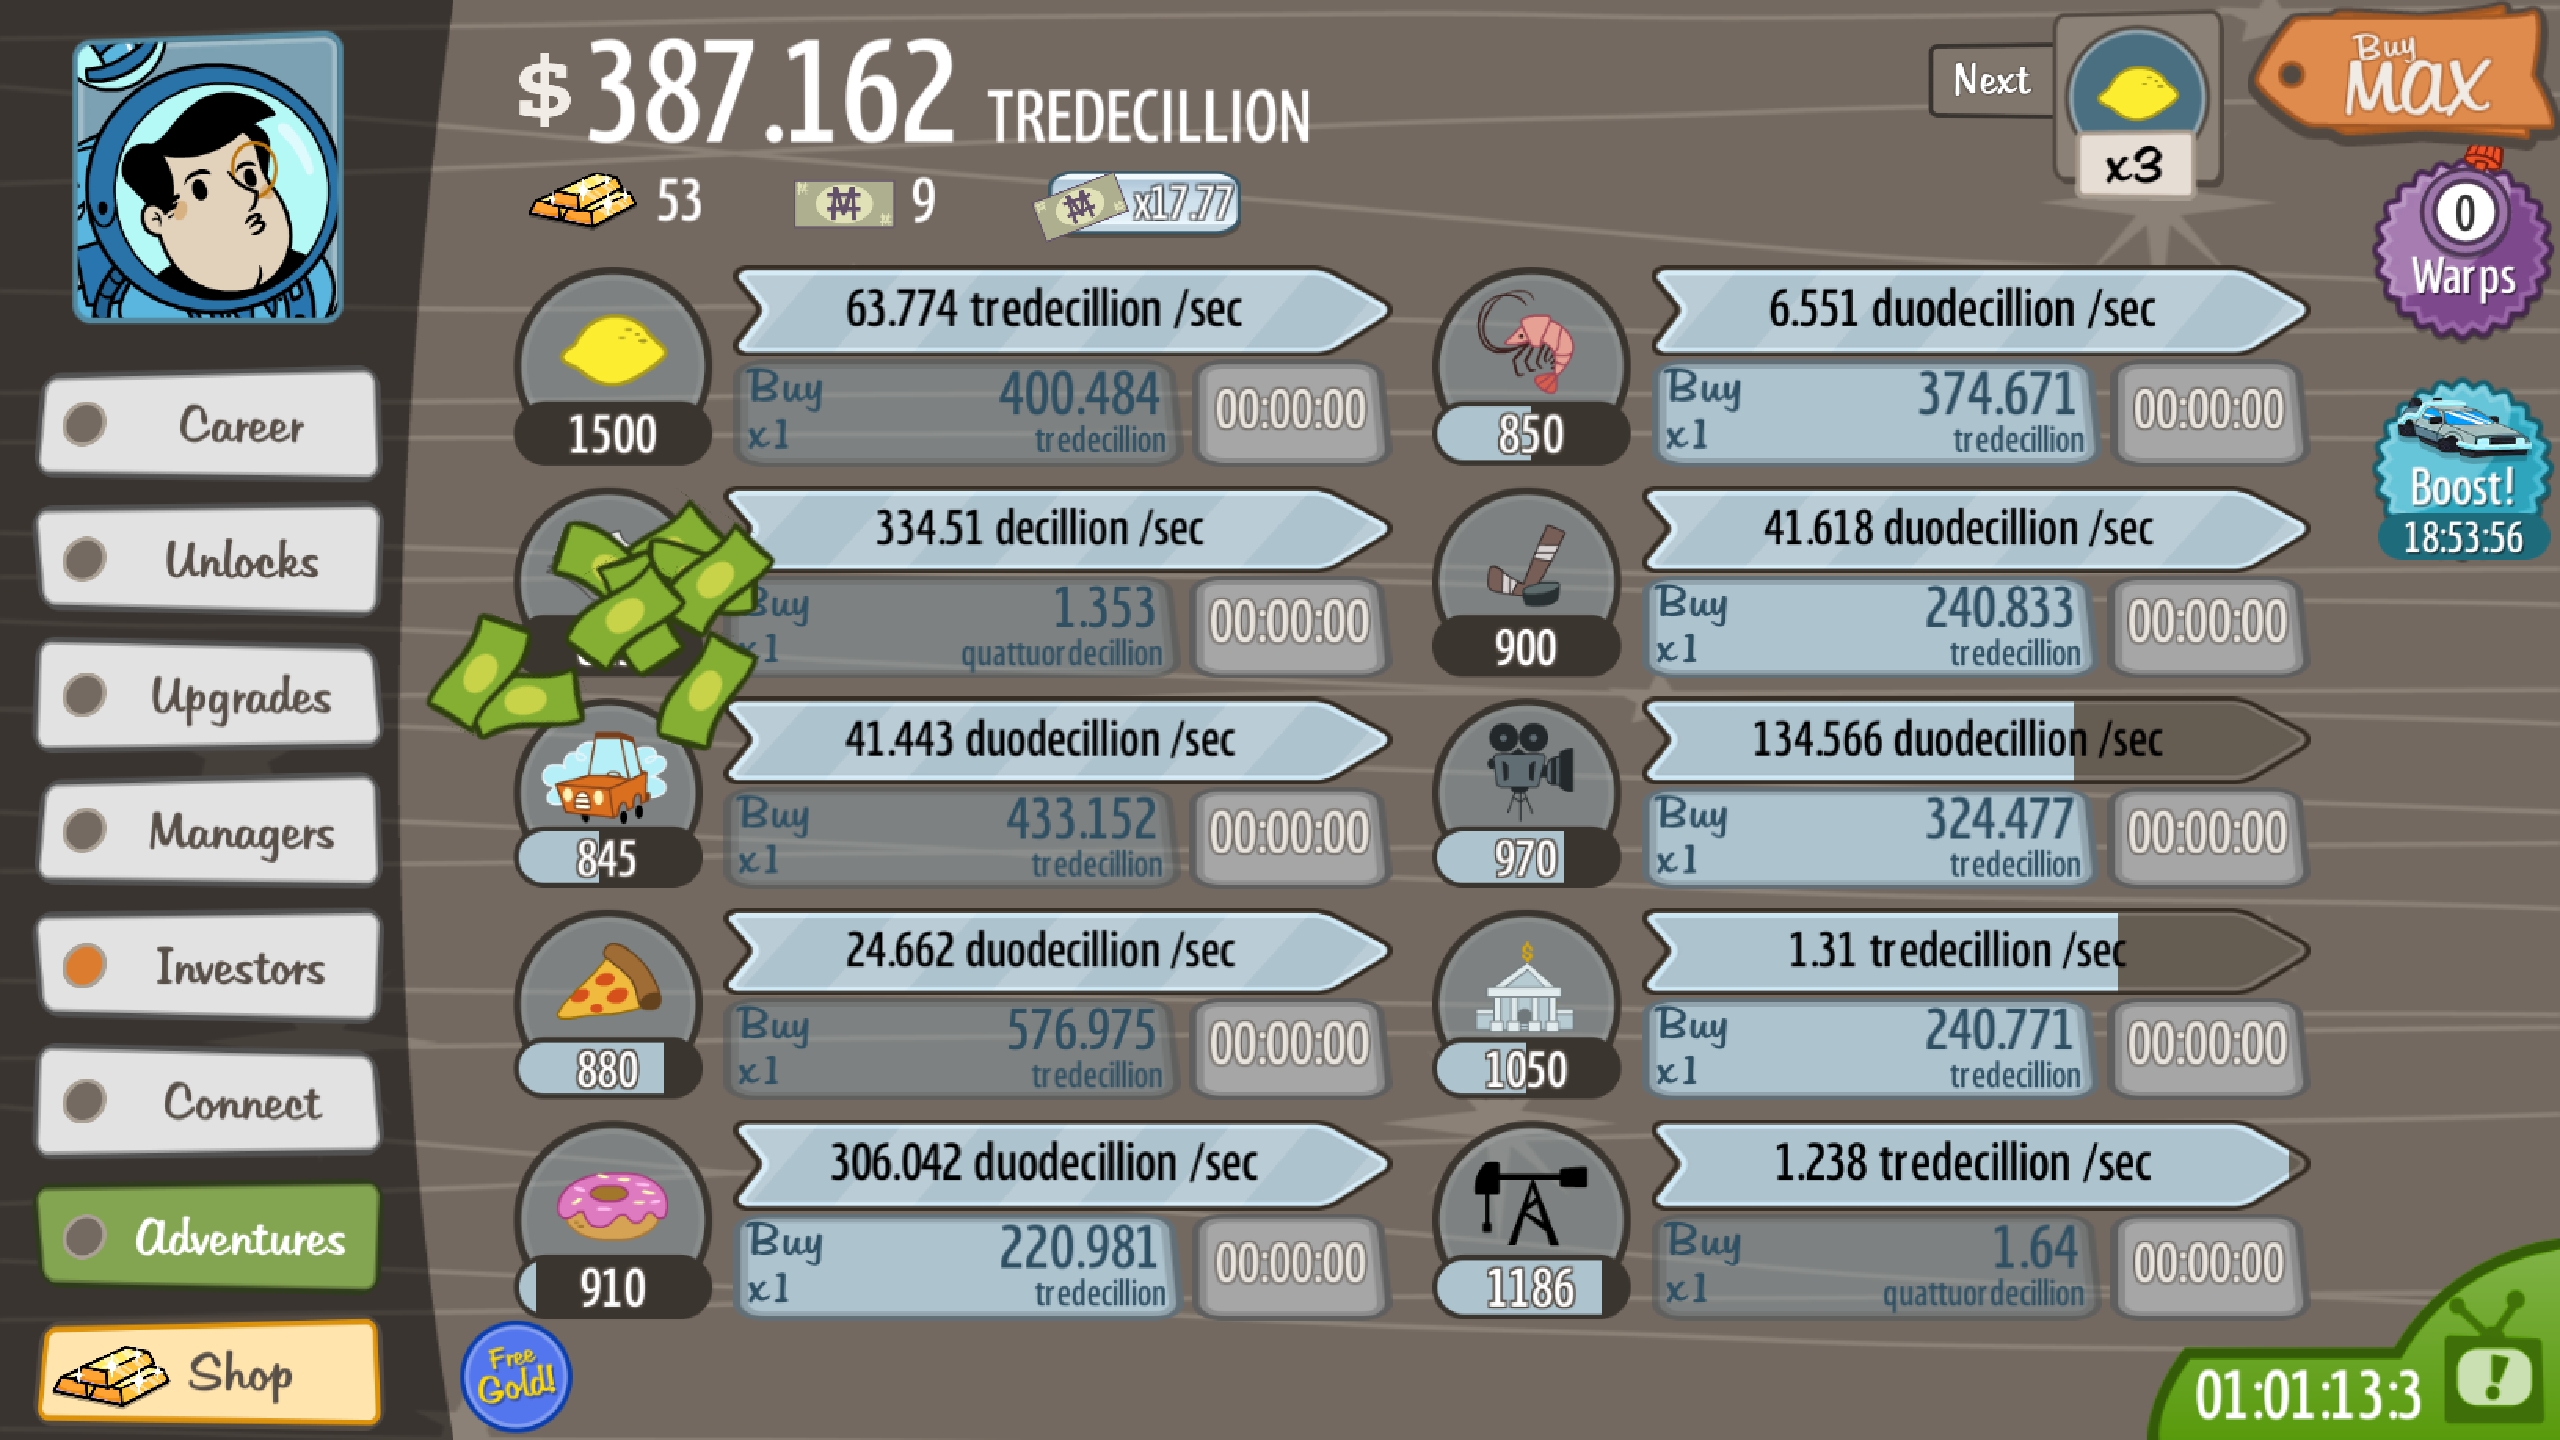 $387.162 TREDECILLION
53
9
x17.77
Next
x3
Buy
MAX
0
Warps
Boost!
18:53:56
Career
Unlocks
Upgrades
Managers
Investors
Connect
Adventures
Shop
63.774 tredecillion /sec
1500
Buy
x1
400.484
tredecillion
00:00:00
6.551 duodecillion /sec
850
Buy
x1
374.671
tredecillion
00:00:00
334.51 decillion /sec
Buy
x1
1.353
quattuordecillion
00:00:00
41.618 duodecillion /sec
900
Buy
x1
240.833
tredecillion
00:00:00
41.443 duodecillion /sec
845
Buy
x1
433.152
tredecillion
00:00:00
134.566 duodecillion /sec
970
Buy
x1
324.477
tredecillion
00:00:00
24.662 duodecillion /sec
880
Buy
x1
576.975
tredecillion
00:00:00
1.31 tredecillion /sec
1050
Buy
x1
240.771
tredecillion
00:00:00
306.042 duodecillion /sec
910
Buy
x1
220.981
tredecillion
00:00:00
1.238 tredecillion /sec
1186
Buy
x1
1.64
quattuordecillion
00:00:00
Free
Gold!
01:01:13:3